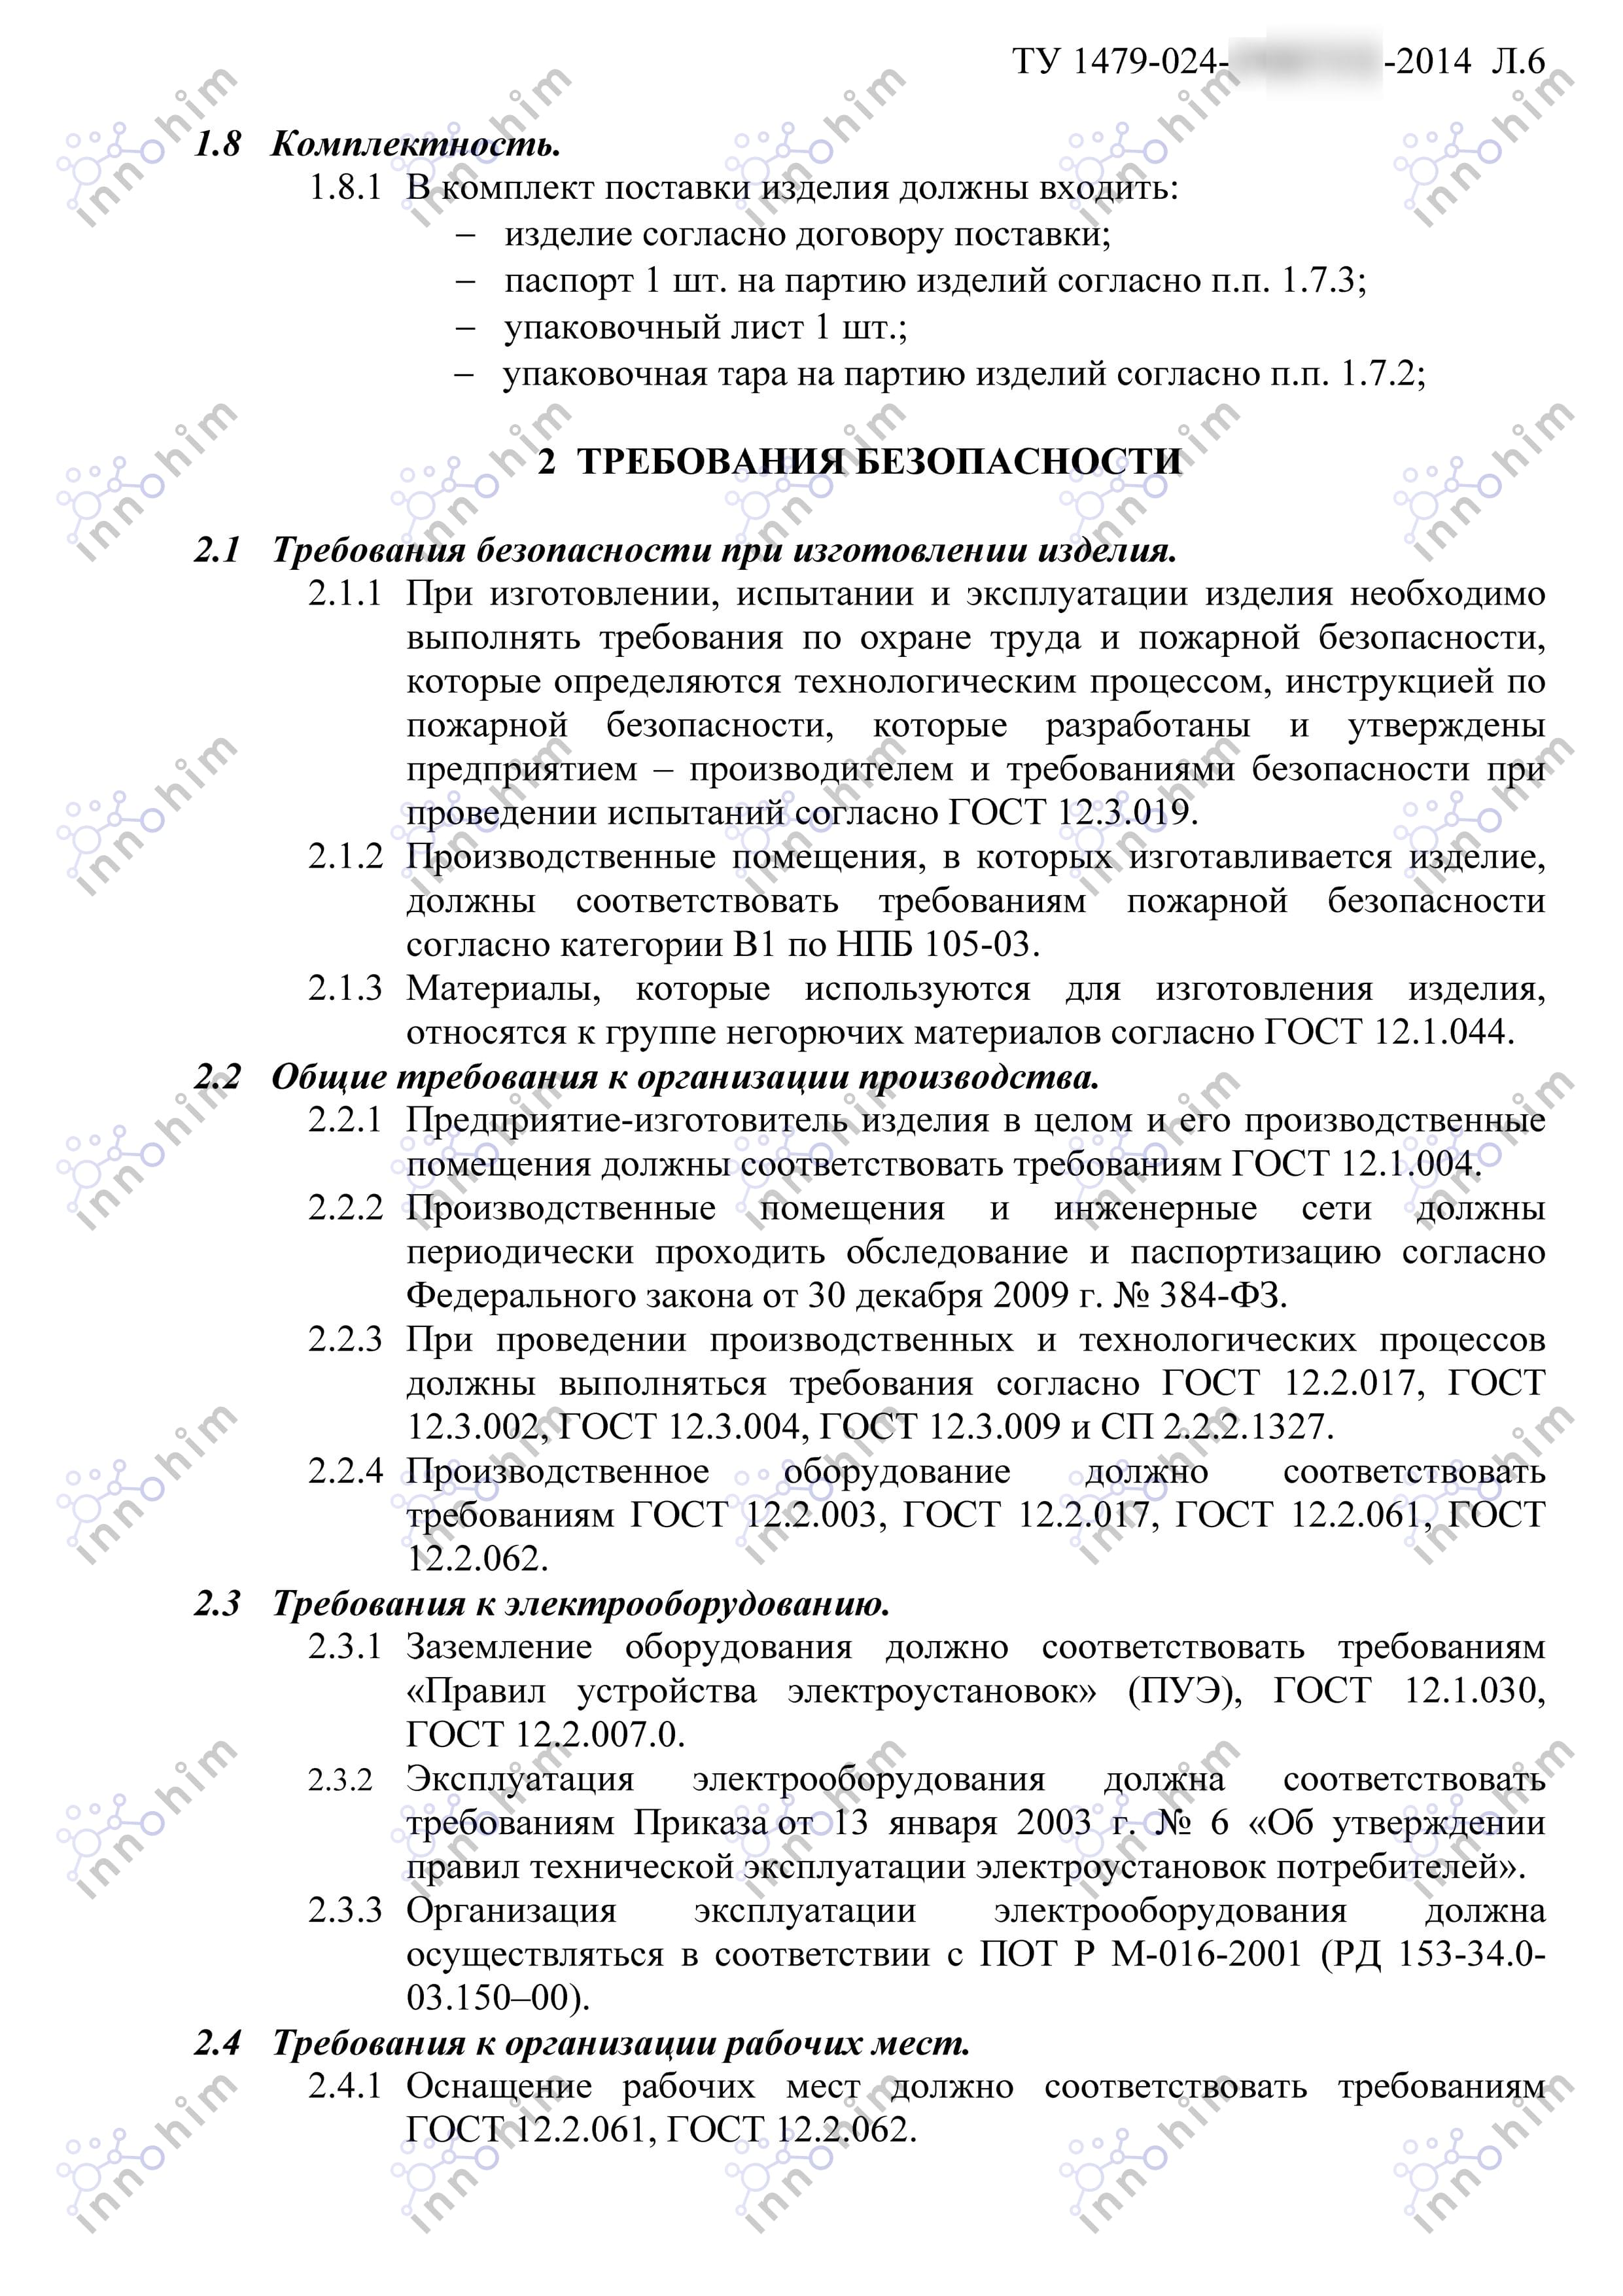 ТУ 1479-024- -2014 Л.6
1.8 Комплектность.
1.8.1 В комплект поставки изделия должны входить:
– изделие согласно договору поставки;
– паспорт 1 шт. на партию изделий согласно п.п. 1.7.3;
– упаковочный лист 1 шт.;
– упаковочная тара на партию изделий согласно п.п. 1.7.2;
2 ТРЕБОВАНИЯ БЕЗОПАСНОСТИ
2.1 Требования безопасности при изготовлении изделия.
2.1.1 При изготовлении, испытании и эксплуатации изделия необходимо
выполнять требования по охране труда и пожарной безопасности,
которые определяются технологическим процессом, инструкцией по
пожарной безопасности, которые разработаны и утверждены
предприятием – производителем и требованиями безопасности при
проведении испытаний согласно ГОСТ 12.3.019.
2.1.2 Производственные помещения, в которых изготавливается изделие,
должны соответствовать требованиям пожарной безопасности
согласно категории В1 по НПБ 105-03.
2.1.3 Материалы, которые используются для изготовления изделия,
относятся к группе негорючих материалов согласно ГОСТ 12.1.044.
2.2 Общие требования к организации производства.
2.2.1 Предприятие-изготовитель изделия в целом и его производственные
помещения должны соответствовать требованиям ГОСТ 12.1.004.
2.2.2 Производственные помещения и инженерные сети должны
периодически проходить обследование и паспортизацию согласно
Федерального закона от 30 декабря 2009 г. № 384-ФЗ.
2.2.3 При проведении производственных и технологических процессов
должны выполняться требования согласно ГОСТ 12.2.017, ГОСТ
12.3.002, ГОСТ 12.3.004, ГОСТ 12.3.009 и СП 2.2.2.1327.
2.2.4 Производственное оборудование должно соответствовать
требованиям ГОСТ 12.2.003, ГОСТ 12.2.017, ГОСТ 12.2.061, ГОСТ
12.2.062.
2.3 Требования к электрооборудованию.
2.3.1 Заземление оборудования должно соответствовать требованиям
«Правил устройства электроустановок» (ПУЭ), ГОСТ 12.1.030,
ГОСТ 12.2.007.0.
2.3.2 Эксплуатация электрооборудования должна соответствовать
требованиям Приказа от 13 января 2003 г. № 6 «Об утверждении
правил технической эксплуатации электроустановок потребителей».
2.3.3 Организация эксплуатации электрооборудования должна
осуществляться в соответствии с ПОТ Р М-016-2001 (РД 153-34.0-
03.150–00).
2.4 Требования к организации рабочих мест.
2.4.1 Оснащение рабочих мест должно соответствовать требованиям
ГОСТ 12.2.061, ГОСТ 12.2.062.